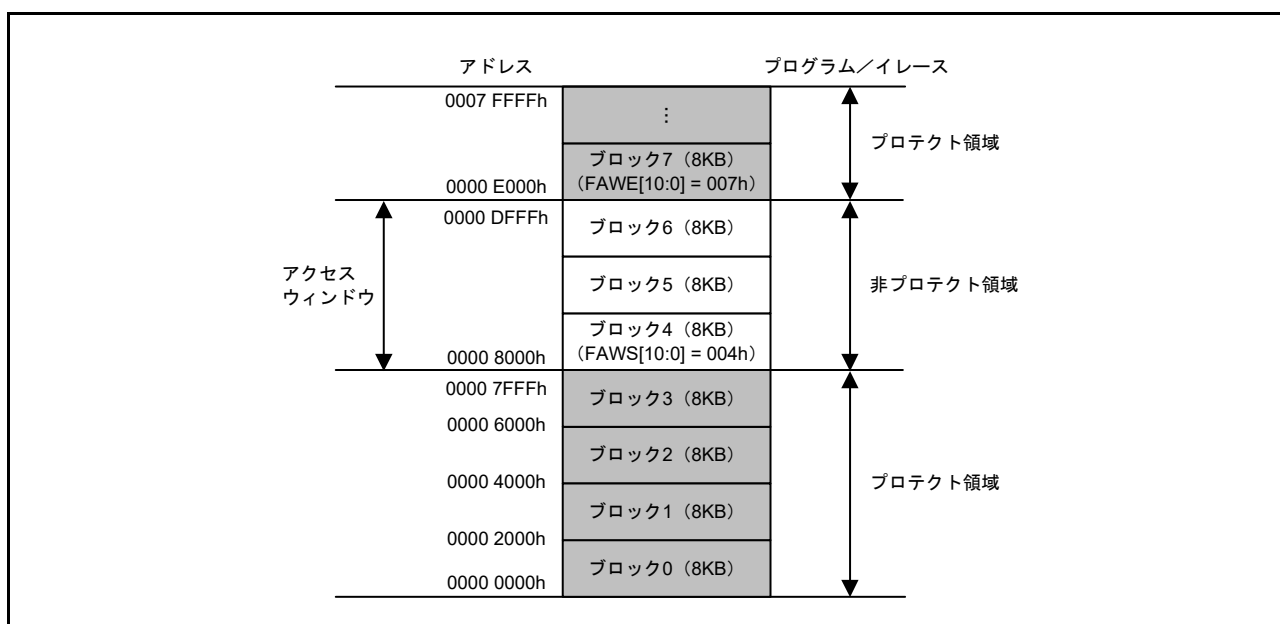 アドレス
プログラム／イレース
0007 FFFFh
⋮
プロテクト領域
ブロック7（8KB）
（FAWE[10:0] = 007h）
0000 E000h
0000 DFFFh
ブロック6（8KB）
アクセス
ウィンドウ
ブロック5（8KB）
非プロテクト領域
ブロック4（8KB）
（FAWS[10:0] = 004h）
0000 8000h
0000 7FFFh
ブロック3（8KB）
0000 6000h
ブロック2（8KB）
0000 4000h
プロテクト領域
ブロック1（8KB）
0000 2000h
ブロック0（8KB）
0000 0000h